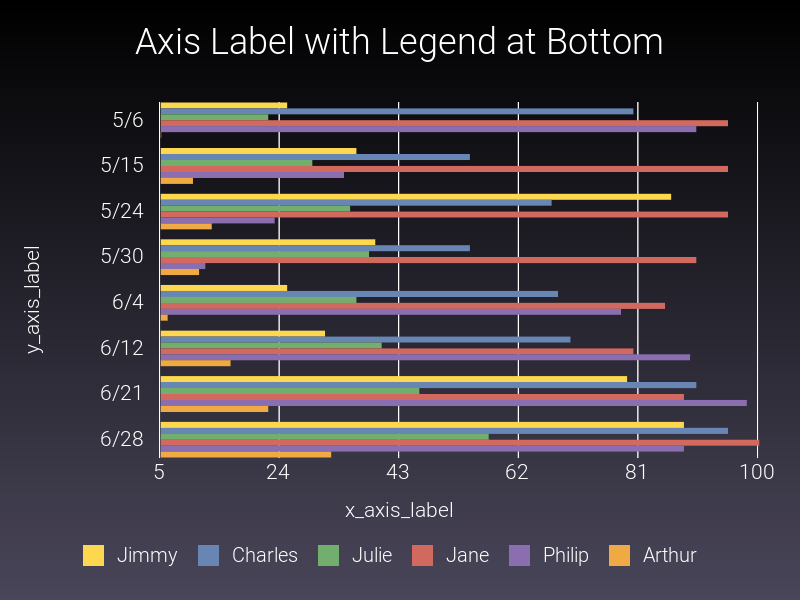 Axis Label with Legend at Bottom
5/6
5/15
5/24
5/30
6/4
6/12
6/21
6/28
y_axis_label
5 24 43 62 81 100
x_axis_label
Jimmy Charles Julie Jane Philip Arthur